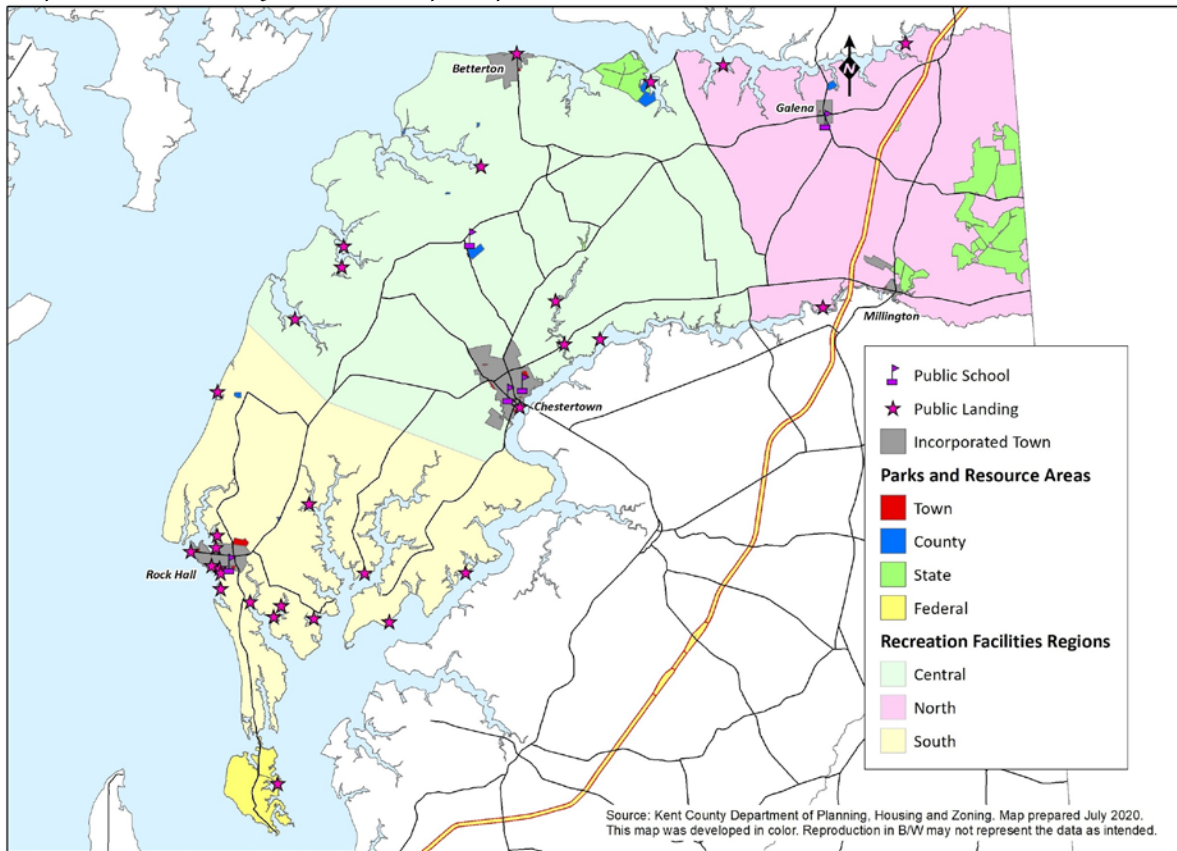 Betterton
N
Galena
Millington
Chestertown
Rock Hall
Public School
Public Landing
Incorporated Town
Parks and Resource Areas
Town
County
State
Federal
Recreation Facilities Regions
Central
North
South
Source: Kent County Department of Planning, Housing and Zoning. Map prepared July 2020.
This map was developed in color. Reproduction in B/W may not represent the data as intended.